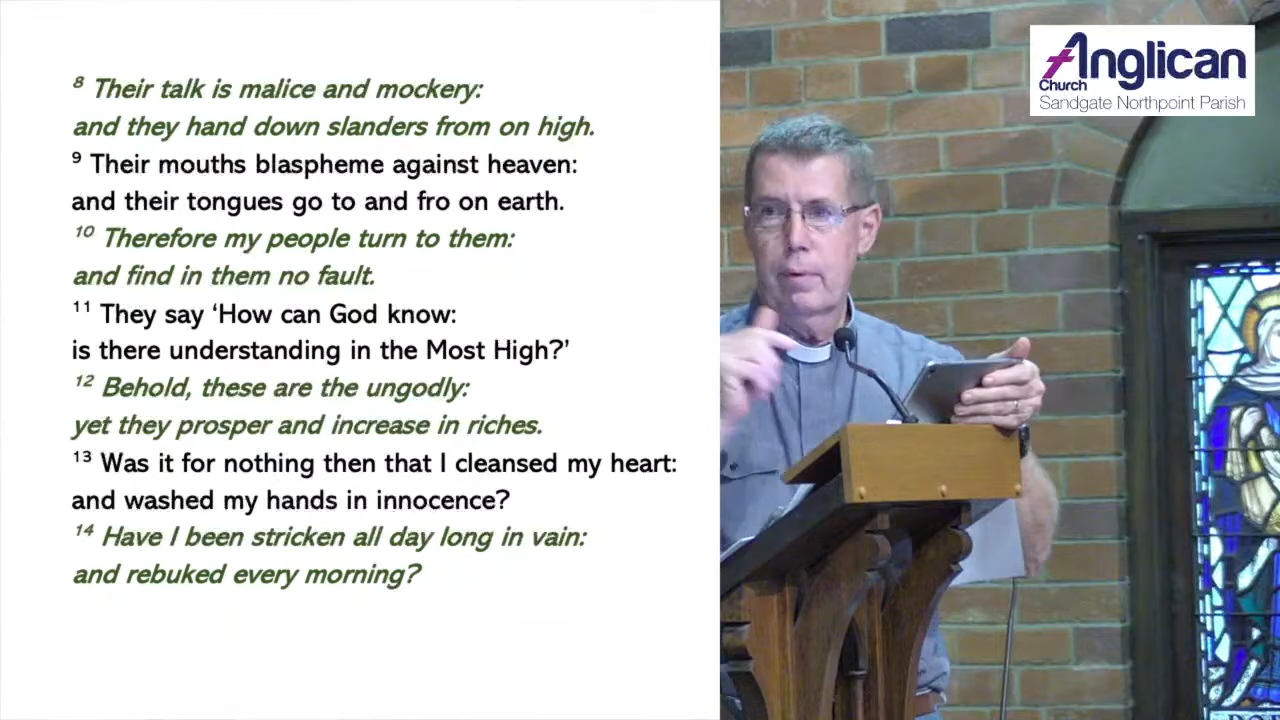 ⁸ Their talk is malice and mockery:
and they hand down slanders from on high.
⁹ Their mouths blaspheme against heaven:
and their tongues go to and fro on earth.
¹⁰ Therefore my people turn to them:
and find in them no fault.
¹¹ They say ‘How can God know:
is there understanding in the Most High?’
¹² Behold, these are the ungodly:
yet they prosper and increase in riches.
¹³ Was it for nothing then that I cleansed my heart:
and washed my hands in innocence?
¹⁴ Have I been stricken all day long in vain:
and rebuked every morning?
Anglican
Church
Sandgate Northpoint Parish